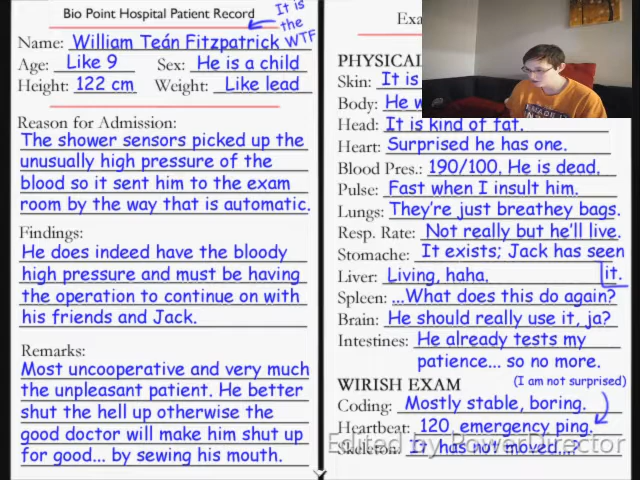 Bio Point Hospital Patient Record
It is
the
WTF
Name: William Teán Fitzpatrick
Age: Like 9 Sex: He is a child
Height: 122 cm Weight: Like lead
Reason for Admission:
The shower sensors picked up the
unusually high pressure of the
blood so it sent him to the exam
room by the way that is automatic.
Findings:
He does indeed have the bloody
high pressure and must be having
the operation to continue on with
his friends and Jack.
Remarks:
Most uncooperative and very much
the unpleasant patient. He better
shut the hell up otherwise the
good doctor will make him shut up
for good... by sewing his mouth.
PHYSICAL
Skin: It is
Body: He
Head: It is kind of fat.
Heart: Surprised he has one.
Blood Pres.: 190/100, He is dead,
Pulse: Fast when I insult him.
Lungs: They're just breathey bags.
Resp. Rate: Not really but he'll live.
Stomache: It exists; Jack has seen
it.
Liver: Living, haha.
Spleen: ...What does this do again?
Brain: He should really use it, ja?
Intestines: He already tests my
patience... so no more.
WIRISH EXAM (I am not surprised)
Coding: Mostly stable, boring.
Heartbeat: 120, emergency ping.
Skeleton: It has not moved...?
Edited by PowerDirector